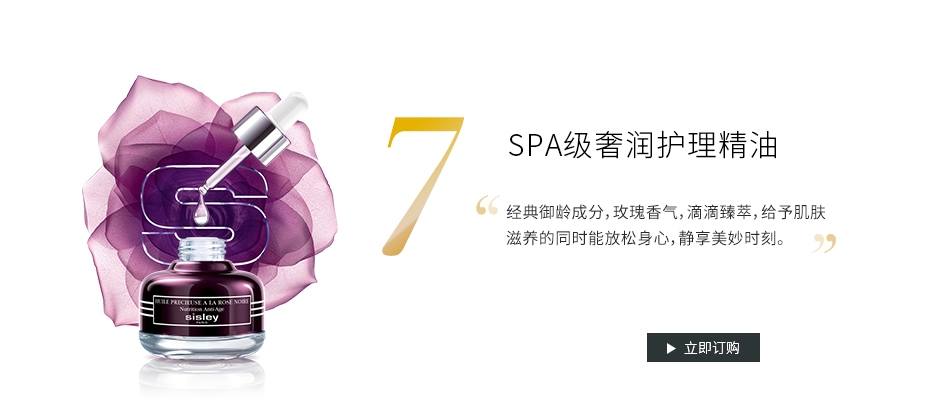 7
SPA级奢润护理精油
“经典御龄成分，玫瑰香气，滴滴臻萃，给予肌肤
滋养的同时能放松身心，静享美妙时刻。”
S
HUILE PRECIEUSE A LA ROSE NOIRE
Nutrition Anti-Age
sisley
PARIS
▶ 立即订购